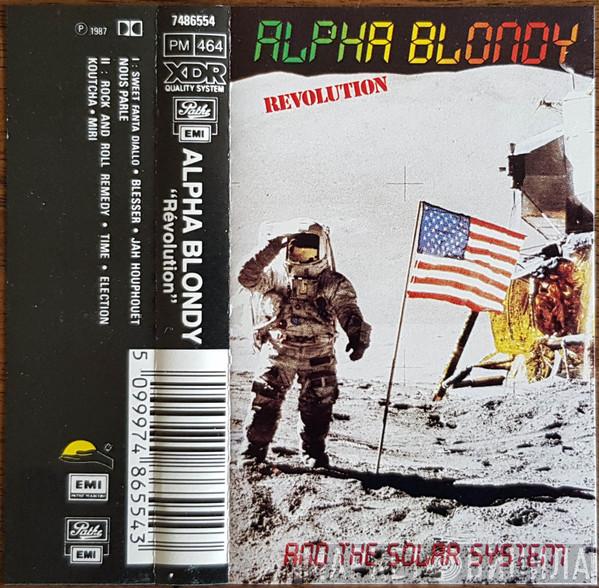 ℗ 1987
I : SWEET FANTA DIALLO • BLESSER • JAH HOUPHOUËT
NOUS PARLE
II : ROCK AND ROLL REMEDY • TIME • ELECTION
KOUTCHA • MIRI
EMI
Pathé
EMI
7486554
PM 464
XDR
QUALITY SYSTEM
Pathé
EMI
ALPHA BLONDY
"Révolution"
5 099974 865543
ALPHA BLONDY
REVOLUTION
AND THE SOLAR SYSTEM